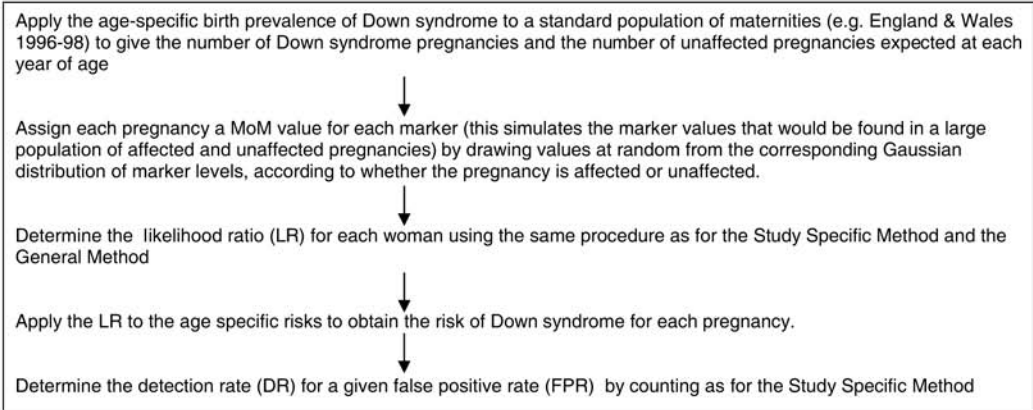 Apply the age-specific birth prevalence of Down syndrome to a standard population of maternities (e.g. England & Wales
1996-98) to give the number of Down syndrome pregnancies and the number of unaffected pregnancies expected at each
year of age
Assign each pregnancy a MoM value for each marker (this simulates the marker values that would be found in a large
population of affected and unaffected pregnancies) by drawing values at random from the corresponding Gaussian
distribution of marker levels, according to whether the pregnancy is affected or unaffected.
Determine the likelihood ratio (LR) for each woman using the same procedure as for the Study Specific Method and the
General Method
Apply the LR to the age specific risks to obtain the risk of Down syndrome for each pregnancy.
Determine the detection rate (DR) for a given false positive rate (FPR) by counting as for the Study Specific Method